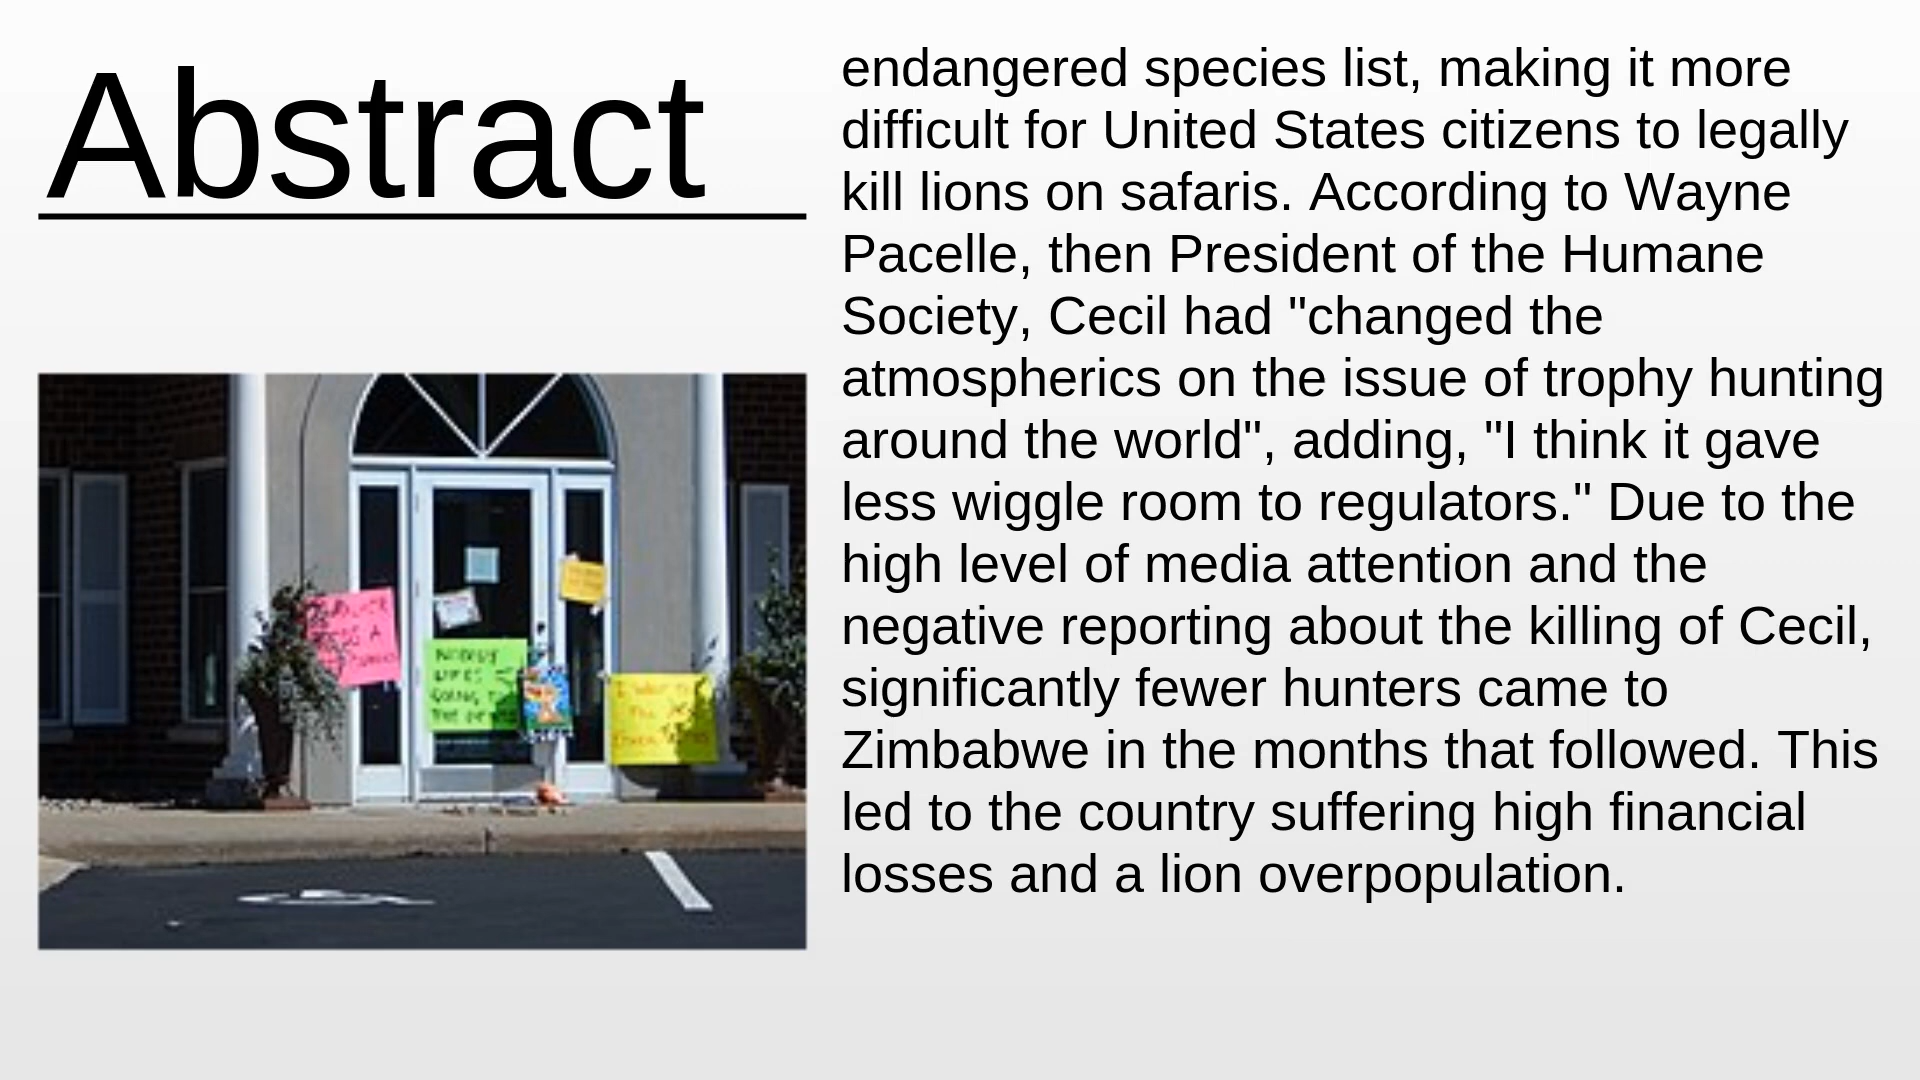 Abstract
endangered species list, making it more
difficult for United States citizens to legally
kill lions on safaris. According to Wayne
Pacelle, then President of the Humane
Society, Cecil had "changed the
atmospherics on the issue of trophy hunting
around the world", adding, "I think it gave
less wiggle room to regulators." Due to the
high level of media attention and the
negative reporting about the killing of Cecil,
significantly fewer hunters came to
Zimbabwe in the months that followed. This
led to the country suffering high financial
losses and a lion overpopulation.
NOBODY
LIKES
GOING TO